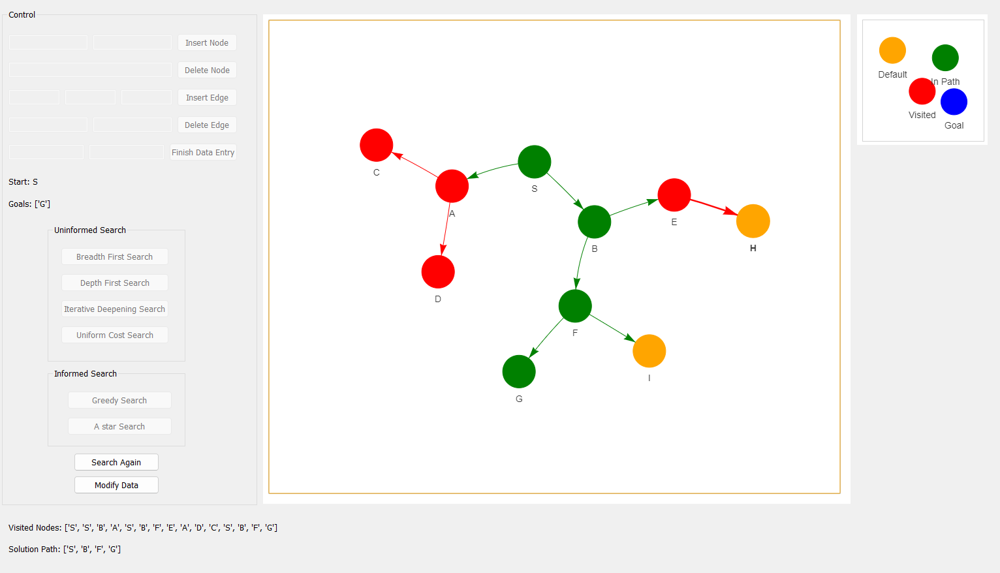 Control
Insert Node
Delete Node
Insert Edge
Delete Edge
Finish Data Entry
Start: S
Goals: ['G']
Uninformed Search
Breadth First Search
Depth First Search
Iterative Deepening Search
Uniform Cost Search
Informed Search
Greedy Search
A star Search
Search Again
Modify Data
C
S
A
E
B
H
D
F
I
G
Default
In Path
Visited
Goal
Visited Nodes: ['S', 'S', 'B', 'A', 'S', 'B', 'F', 'E', 'A', 'D', 'C', 'S', 'B', 'F', 'G']
Solution Path: ['S', 'B', 'F', 'G']